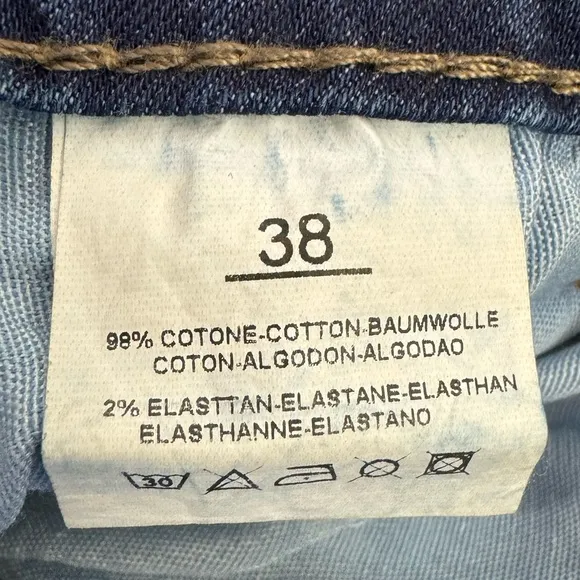 38
98% COTONE-COTTON-BAUMWOLLE
COTON-ALGODON-ALGODAO
2% ELASTTAN-ELASTANE-ELASTHAN
ELASTHANNE-ELASTANO
30